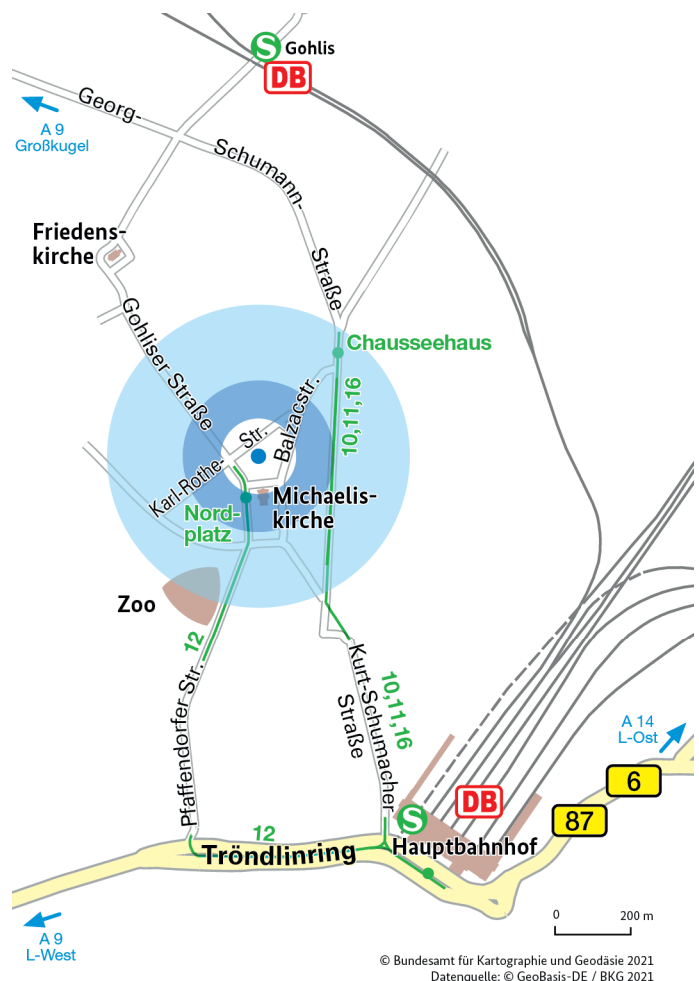 S
Gohlis
DB
Georg-
A 9
Großkugel
Schumann-
Straße
Friedens-
kirche
Gohliser Straße
Chausseehaus
10,11,16
Balzacstr.
Karl-Rothe-
Str.
Michaelis-
kirche
Nord-
platz
Zoo
12
Pfaffendorfer Str.
Kurt-Schumacher
Straße
10,11,16
A 14
L-Ost
6
87
DB
S
Hauptbahnhof
12
Tröndlinring
A 9
L-West
0
200 m
© Bundesamt für Kartographie und Geodäsie 2021
Datenquelle: © GeoBasis-DE / BKG 2021